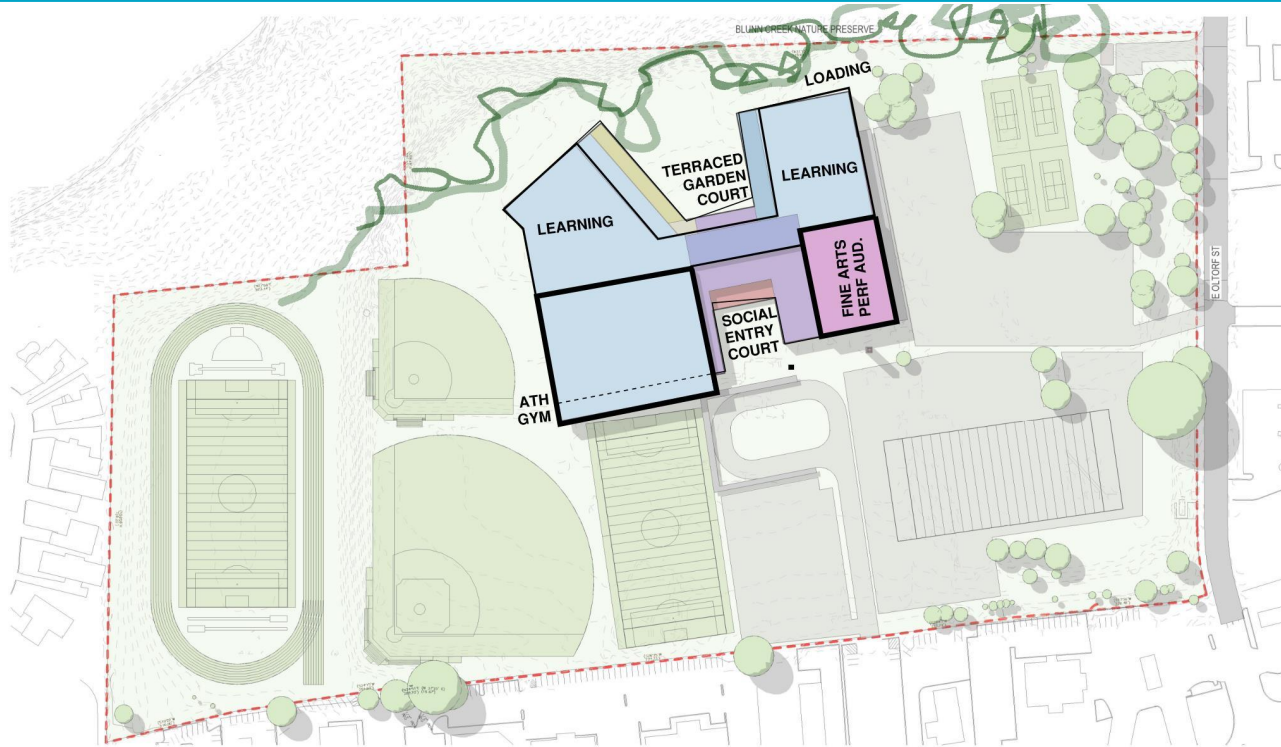 BLUNN CREEK NATURE PRESERVE
LOADING
TERRACED
GARDEN
COURT
LEARNING
LEARNING
E OLTORF ST
FINE ARTS
PERF AUD.
SOCIAL
ENTRY
COURT
ATH
GYM